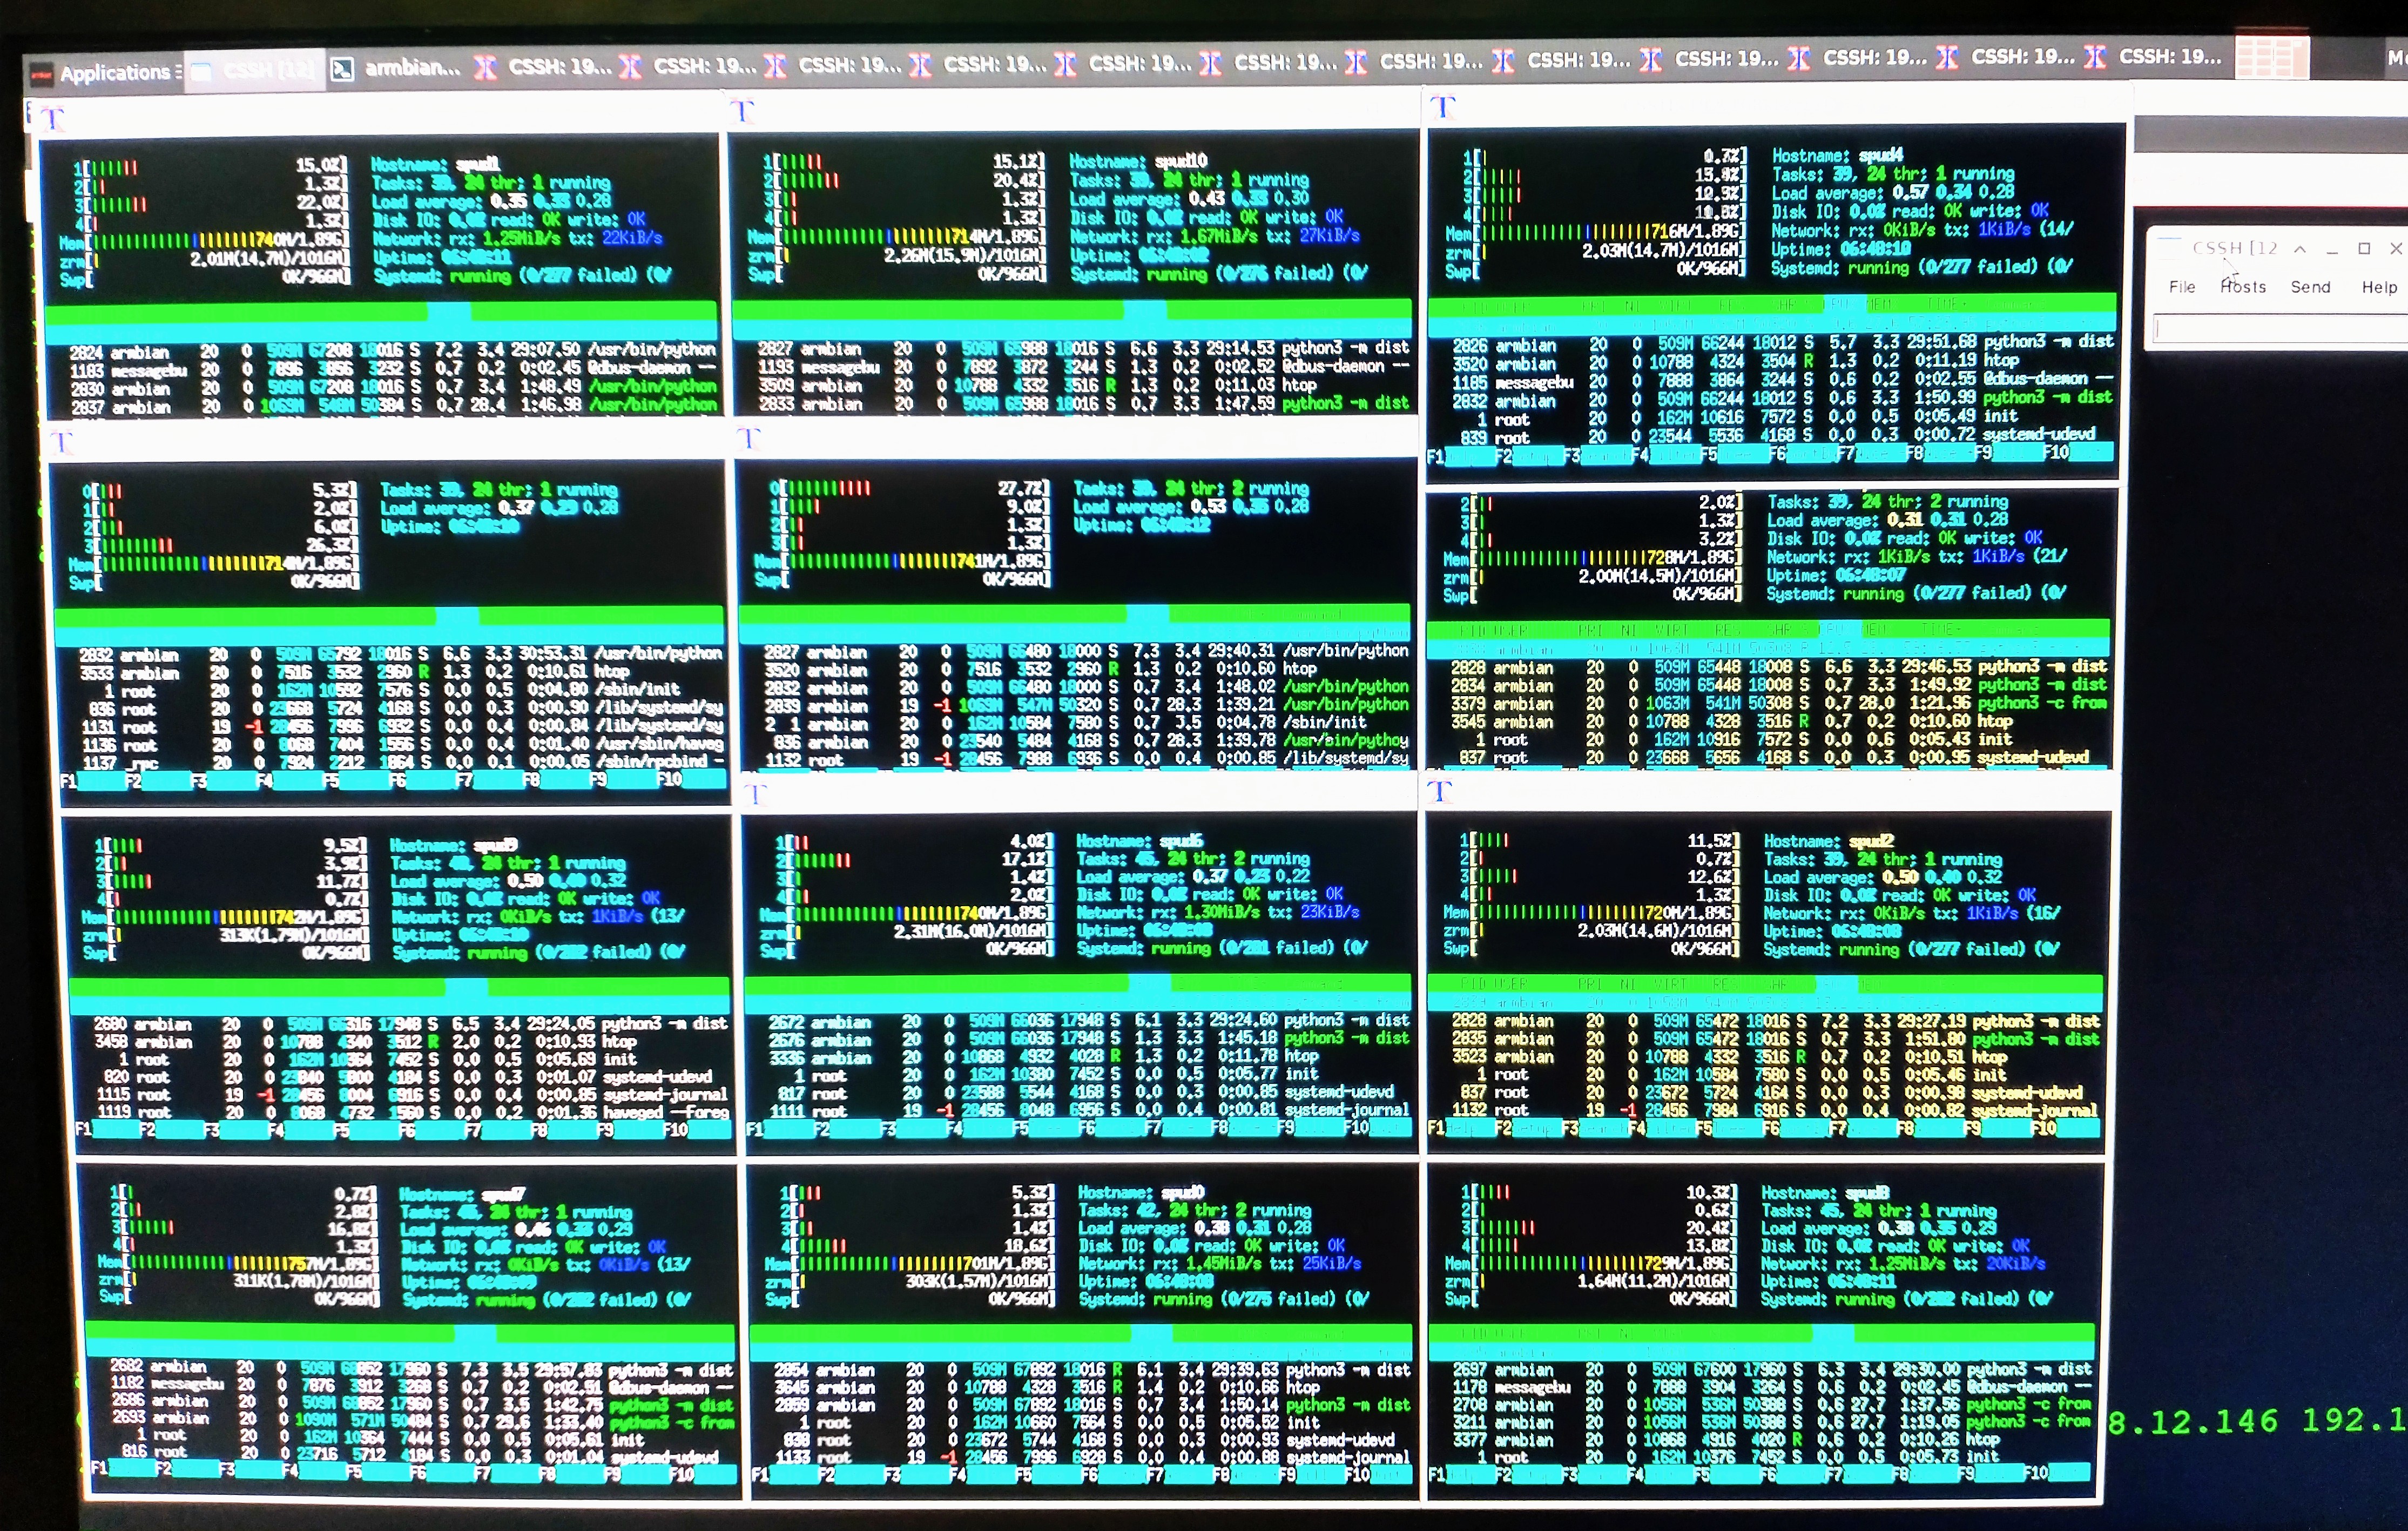 Applications CSSH [12] armbian... CSSH: 19... CSSH: 19... CSSH: 19... CSSH: 19... CSSH: 19... CSSH: 19... CSSH: 19... CSSH: 19... CSSH: 19... CSSH: 19... CSSH: 19... CSSH: 19...
1[ 15.0%] Hostname: spud1
2[ 1.3%] Tasks: 39, 24 thr; 1 running
3[ 22.0%] Load average: 0.35 0.33 0.28
4[ 1.3%] Disk IO: 0.0% read: 0K write: 0K
Mem[ 740M/1.89G] Network: rx: 1.25MiB/s tx: 22KiB/s
zrm[ 2.01M(14.7M)/1016M] Uptime: 06:48:11
Swp[ 0K/966M] Systemd: running (0/277 failed) (0/
2824 armbian 20 0 509M 67208 18016 S 7.2 3.4 29:07.50 /usr/bin/python
1183 messagebu 20 0 7896 3856 3232 S 0.7 0.2 0:02.45 @dbus-daemon --
2830 armbian 20 0 509M 67208 18016 S 0.7 3.4 1:48.49 /usr/bin/python
2837 armbian 20 0 1069M 548M 50384 S 0.7 28.4 1:46.98 /usr/bin/python
1[ 15.1%] Hostname: spud10
2[ 20.4%] Tasks: 39, 24 thr; 1 running
3[ 1.3%] Load average: 0.43 0.33 0.30
4[ 1.3%] Disk IO: 0.0% read: 0K write: 0K
Mem[ 714M/1.89G] Network: rx: 1.67MiB/s tx: 27KiB/s
zrm[ 2.26M(15.9M)/1016M] Uptime: 06:48:02
Swp[ 0K/966M] Systemd: running (0/276 failed) (0/
2827 armbian 20 0 509M 65988 18016 S 6.6 3.3 29:14.53 python3 -m dist
1193 messagebu 20 0 7892 3872 3244 S 1.3 0.2 0:02.52 @dbus-daemon --
3509 armbian 20 0 10788 4332 3516 R 1.3 0.2 0:11.03 htop
2833 armbian 20 0 509M 65988 18016 S 0.7 3.3 1:47.59 python3 -m dist
1[ 0.7%] Hostname: spud4
2[ Tasks: 39, 24 thr; 1 running
3[ 12.3%] Load average: 0.57 0.34 0.28
4[ Disk IO: 0.0% read: 0K write: 0K
Mem[ 716M/1.89G] Network: rx: 0KiB/s tx: 1KiB/s (14/
zrm[ 2.03M(14.7M)/1016M] Uptime: 06:48:10
Swp[ 0K/966M] Systemd: running (0/277 failed) (0/
2826 armbian 20 0 509M 66244 18012 S 5.7 3.3 29:51.68 python3 -m dist
3520 armbian 20 0 10788 4324 3504 R 1.3 0.2 0:11.19 htop
1185 messagebu 20 0 7888 3864 3244 S 0.6 0.2 0:02.55 @dbus-daemon --
2832 armbian 20 0 509M 66244 18012 S 0.6 3.3 1:50.99 python3 -m dist
1 root 20 0 162M 10616 7572 S 0.0 0.5 0:05.49 init
839 root 20 0 23544 5536 4168 S 0.0 0.3 0:00.72 systemd-udevd
F1 F2 F3 F4 F5 F6 F7 F8 F9 F10
CSSH [12
File Hosts Send Help
0[ 5.3%] Tasks: 39, 24 thr; 1 running
1[ 2.0%] Load average: 0.37 0.29 0.28
2[ 6.0%] Uptime: 06:48:10
3[ 26.3%]
Mem[ 714M/1.89G]
Swp[ 0K/966M]
2832 armbian 20 0 509M 65792 18016 S 6.6 3.3 30:53.31 /usr/bin/python
3533 armbian 20 0 7516 3532 2960 R 1.3 0.2 0:10.61 htop
1 root 20 0 162M 10592 7576 S 0.0 0.5 0:04.80 /sbin/init
836 root 20 0 23668 5724 4168 S 0.0 0.3 0:00.90 /lib/systemd/sy
1131 root 19 -1 28456 7996 6932 S 0.0 0.4 0:00.84 /lib/systemd/sy
1136 root 20 0 8068 7404 1556 S 0.0 0.4 0:01.40 /usr/sbin/haveg
1137 _rpc 20 0 7924 2212 1864 S 0.0 0.1 0:00.05 /sbin/rpcbind -
F1 F2 F3 F4 F5 F6 F7 F8 F9 F10
0[ 27.7%] Tasks: 39, 24 thr; 2 running
1[ 9.0%] Load average: 0.53 0.35 0.28
2[ 1.3%] Uptime: 06:48:12
3[ 1.3%]
Mem[ 741M/1.89G]
Swp[ 0K/966M]
2827 armbian 20 0 509M 66480 18000 S 7.3 3.4 29:40.31 /usr/bin/python
3520 armbian 20 0 7516 3532 2960 R 1.3 0.2 0:10.60 htop
2832 armbian 20 0 509M 66480 18000 S 0.7 3.4 1:48.02 /usr/bin/python
2839 armbian 19 -1 1069M 547M 50320 S 0.7 28.3 1:39.21 /usr/bin/python
2 1 armbian 20 0 162M 10584 7580 S 0.7 3.5 0:04.78 /sbin/init
836 armbian 20 0 23540 5484 4168 S 0.7 28.3 1:39.78 /usr/bin/pythoy
1132 root 19 -1 28456 7988 6936 S 0.0 0.4 0:00.85 /lib/systemd/sy
2[ 2.0%] Tasks: 39, 24 thr; 2 running
3[ 1.3%] Load average: 0.31 0.31 0.28
4[ 3.2%] Disk IO: 0.0% read: 0K write: 0K
Mem[ 728M/1.89G] Network: rx: 1KiB/s tx: 1KiB/s (21/
zrm[ 2.00M(14.5M)/1016M] Uptime: 06:48:07
Swp[ 0K/966M] Systemd: running (0/277 failed) (0/
PID USER PRI NI VIRT RES SHR S CPU% MEM% TIME+
2828 armbian 20 0 509M 65448 18008 S 6.6 3.3 29:46.53 python3 -m dist
2834 armbian 20 0 509M 65448 18008 S 0.7 3.3 1:49.92 python3 -m dist
3379 armbian 20 0 1063M 541M 50308 S 0.7 28.0 1:21.96 python3 -c from
3545 armbian 20 0 10788 4328 3516 R 0.7 0.2 0:10.60 htop
1 root 20 0 162M 10916 7572 S 0.0 0.6 0:05.43 init
837 root 20 0 23668 5656 4168 S 0.0 0.3 0:00.95 systemd-udevd
1[ 9.5%] Hostname: spud9
2[ 3.9%] Tasks: 24 thr; 1 running
3[ 11.7%] Load average: 0.50 0.40 0.32
4[ 0.7%] Disk IO: 0.0% read: 0K write: 0K
Mem[ 742M/1.89G] Network: rx: 0KiB/s tx: 1KiB/s (13/
zrm[ 313K(1.79M)/1016M] Uptime:
Swp[ 0K/966M] Systemd: running (0/282 failed) (0/
2680 armbian 20 0 509M 66316 17948 S 6.5 3.4 29:24.05 python3 -m dist
3458 armbian 20 0 10788 4340 3512 R 2.0 0.2 0:10.93 htop
1 root 20 0 162M 10364 7452 S 0.0 0.5 0:05.69 init
820 root 20 0 23840 5800 4184 S 0.0 0.3 0:01.07 systemd-udevd
1115 root 19 -1 28456 8004 6916 S 0.0 0.4 0:00.85 systemd-journal
1119 root 20 0 8068 4732 1560 S 0.0 0.2 0:01.36 haveged --foreg
F1 F2 F3 F4 F5 F6 F7 F8 F9 F10
1[ 4.0%] Hostname: spud6
2[ 17.1%] Tasks: 45, 24 thr; 2 running
3[ 1.4%] Load average: 0.37 0.23 0.22
4[ 2.0%] Disk IO: 0.0% read: 0K write: 0K
Mem[ 740M/1.89G] Network: rx: 1.30MiB/s tx: 23KiB/s
zrm[ 2.31M(16.0M)/1016M] Uptime: 06:48:08
Swp[ 0K/966M] Systemd: running (0/281 failed) (0/
2672 armbian 20 0 509M 66036 17948 S 6.1 3.3 29:24.60 python3 -m dist
2676 armbian 20 0 509M 66036 17948 S 1.3 3.3 1:45.18 python3 -m dist
3336 armbian 20 0 10868 4932 4028 R 1.3 0.2 0:11.78 htop
1 root 20 0 162M 10380 7452 S 0.0 0.5 0:05.77 init
817 root 20 0 23588 5544 4168 S 0.0 0.3 0:00.85 systemd-udevd
1111 root 19 -1 28456 8048 6956 S 0.0 0.4 0:00.81 systemd-journal
F1 F2 F3 F4 F5 F6 F7 F8 F9 F10
1[ 11.5%] Hostname: spud2
2[ 0.7%] Tasks: 39, 24 thr; 1 running
3[ 12.6%] Load average: 0.50 0.40 0.32
4[ 1.3%] Disk IO: 0.0% read: 0K write: 0K
Mem[ 720M/1.89G] Network: rx: 0KiB/s tx: 1KiB/s (16/
zrm[ 2.03M(14.6M)/1016M] Uptime: 06:48:08
Swp[ 0K/966M] Systemd: running (0/277 failed) (0/
PID USER PRI NI VIRT RES SHR S
2828 armbian 20 0 509M 65472 18016 S 7.2 3.3 29:27.19 python3 -m dist
2835 armbian 20 0 509M 65472 18016 S 0.7 3.3 1:51.80 python3 -m dist
3523 armbian 20 0 10788 4332 3516 R 0.7 0.2 0:10.51 htop
1 root 20 0 162M 10584 7580 S 0.0 0.5 0:05.46 init
837 root 20 0 23672 5724 4164 S 0.0 0.3 0:00.98 systemd-udevd
1132 root 19 -1 28456 7984 6916 S 0.0 0.4 0:00.82 systemd-journal
F1 F2 F3 F4 F5 F6 F7 F8 F9 F10
1[ 0.7%] Hostname: spud7
2[ 2.8%] Tasks: 24 thr; 1 running
3[ 16.8%] Load average: 0.46 0.33 0.29
4[ 1.3%] Disk IO: 0.0% read: 0K write: 0K
Mem[ 757M/1.89G] Network: rx: 0KiB/s tx: 0KiB/s (13/
zrm[ 311K(1.78M)/1016M] Uptime:
Swp[ 0K/966M] Systemd: running (0/282 failed) (0/
2682 armbian 20 0 509M 68852 17960 S 7.3 3.5 29:57.83 python3 -m dist
1182 messagebu 20 0 7876 3912 3268 S 0.7 0.2 0:02.51 @dbus-daemon --
2686 armbian 20 0 509M 68852 17960 S 0.7 3.5 1:42.75 python3 -m dist
2693 armbian 20 0 1090M 571M 50484 S 0.7 29.6 1:33.40 python3 -c from
1 root 20 0 162M 10364 7444 S 0.0 0.5 0:05.61 init
816 root 20 0 23716 5712 4184 S 0.0 0.3 0:01.04 systemd-udevd
F1 F2 F3 F4 F5 F6 F7 F8 F9 F10
1[ 5.3%] Hostname: spud0
2[ 1.3%] Tasks: 42, 24 thr; 2 running
3[ 1.4%] Load average: 0.38 0.31 0.28
4[ 18.6%] Disk IO: 0.0% read: 0K write: 0K
Mem[ 701M/1.89G] Network: rx: 1.45MiB/s tx: 25KiB/s
zrm[ 303K(1.57M)/1016M] Uptime: 06:48:08
Swp[ 0K/966M] Systemd: running (0/275 failed) (0/
2854 armbian 20 0 509M 67892 18016 R 6.1 3.4 29:39.63 python3 -m dist
3645 armbian 20 0 10788 4328 3516 R 1.4 0.2 0:10.66 htop
2859 armbian 20 0 509M 67892 18016 S 0.7 3.4 1:50.14 python3 -m dist
1 root 20 0 162M 10660 7564 S 0.0 0.5 0:05.52 init
838 root 20 0 23672 5744 4168 S 0.0 0.3 0:00.93 systemd-udevd
1133 root 19 -1 28456 7996 6928 S 0.0 0.4 0:00.88 systemd-journal
F1 F2 F3 F4 F5 F6 F7 F8 F9 F10
1[ 10.3%] Hostname: spud8
2[ 0.6%] Tasks: 45, 24 thr; 1 running
3[ 20.4%] Load average: 0.38 0.35 0.29
4[ 13.8%] Disk IO: 0.0% read: 0K write: 0K
Mem[ 729M/1.89G] Network: rx: 1.25MiB/s tx: 20KiB/s
zrm[ 1.64M(11.2M)/1016M] Uptime: 06:48:11
Swp[ 0K/966M] Systemd: running (0/282 failed) (0/
2697 armbian 20 0 509M 67600 17960 S 6.3 3.4 29:30.00 python3 -m dist
1178 messagebu 20 0 7888 3904 3264 S 0.6 0.2 0:02.45 @dbus-daemon --
2708 armbian 20 0 1056M 536M 50388 S 0.6 27.7 1:37.56 python3 -c from
3211 armbian 20 0 1056M 536M 50388 S 0.6 27.7 1:19.05 python3 -c from
3377 armbian 20 0 10868 4916 4020 R 0.6 0.2 0:10.26 htop
1 root 20 0 162M 10376 7452 S 0.0 0.5 0:05.73 init
F1 F2 F3 F4 F5 F6 F7 F8 F9 F10
8.12.146 192.1